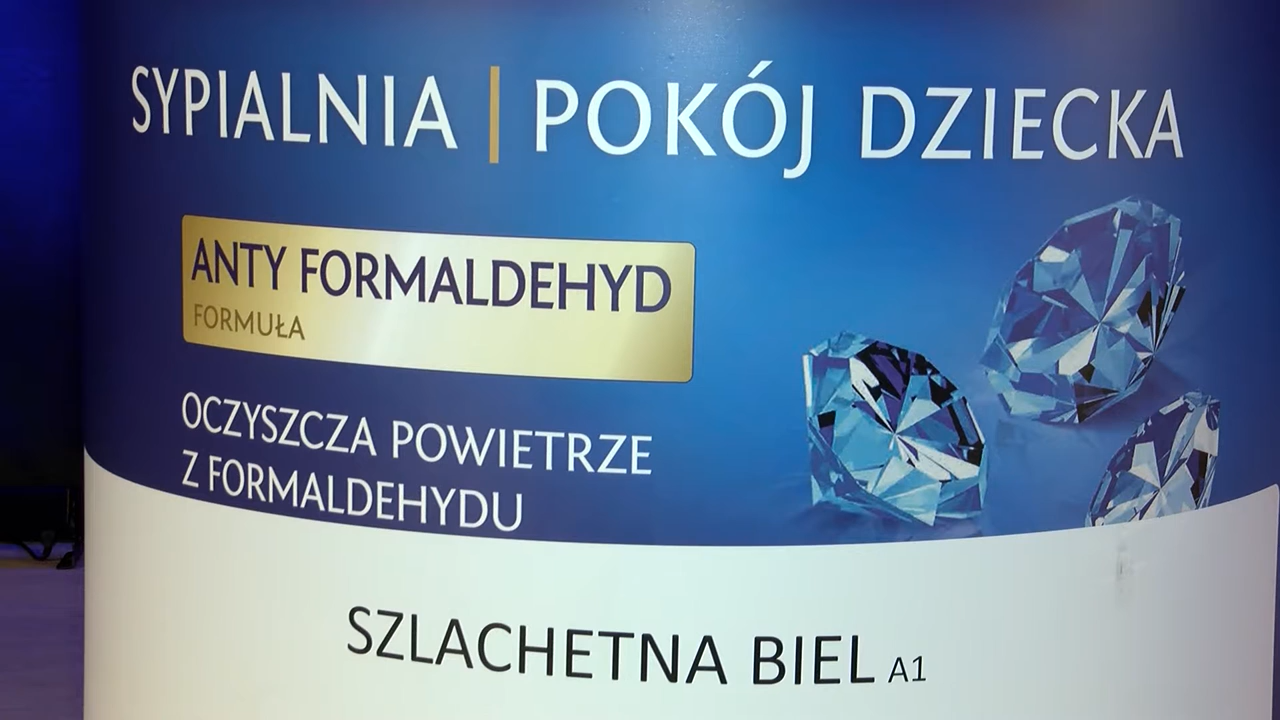 SYPIALNIA | POKÓJ DZIECKA
ANTY FORMALDEHYD
FORMUŁA
OCZYSZCZA POWIETRZE
Z FORMALDEHYDU
SZLACHETNA BIEL A1